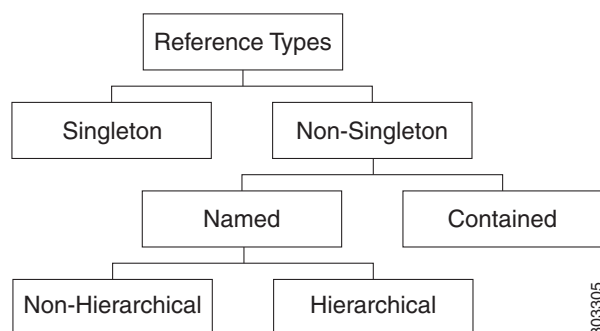 Reference Types
Singleton
Non-Singleton
Named
Contained
Non-Hierarchical
Hierarchical
303305